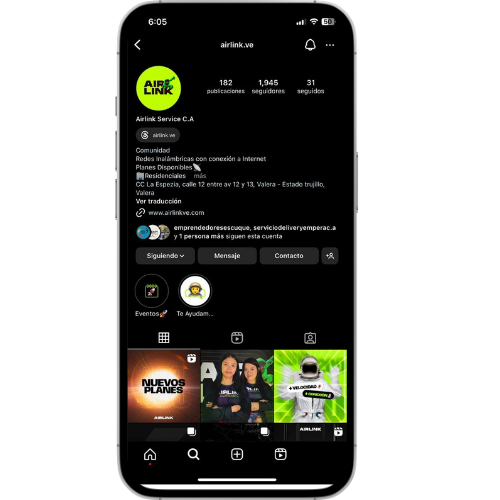 6:05
50
airlink.ve
AIR
LINK
182
1,945
31
publicaciones
seguidores
seguidos
Airlink Service C.A
airlink.ve
Comunidad
Redes Inalámbricas con conexión a Internet
Planes Disponibles
Residenciales más
CC La Espezia, calle 12 entre av 12 y 13, Valera - Estado trujillo,
Valera
Ver traducción
www.airlinkve.com
emprendedoresescuque, serviciodeliveryemperac.a
y 1 persona más siguen esta cuenta
Siguiendo
Mensaje
Contacto
Eventos
Te Ayudam...
NUEVOS
PLANES
AIRLINK
+ VELOCIDAD
+ CONEXIÓN
AIRLINK